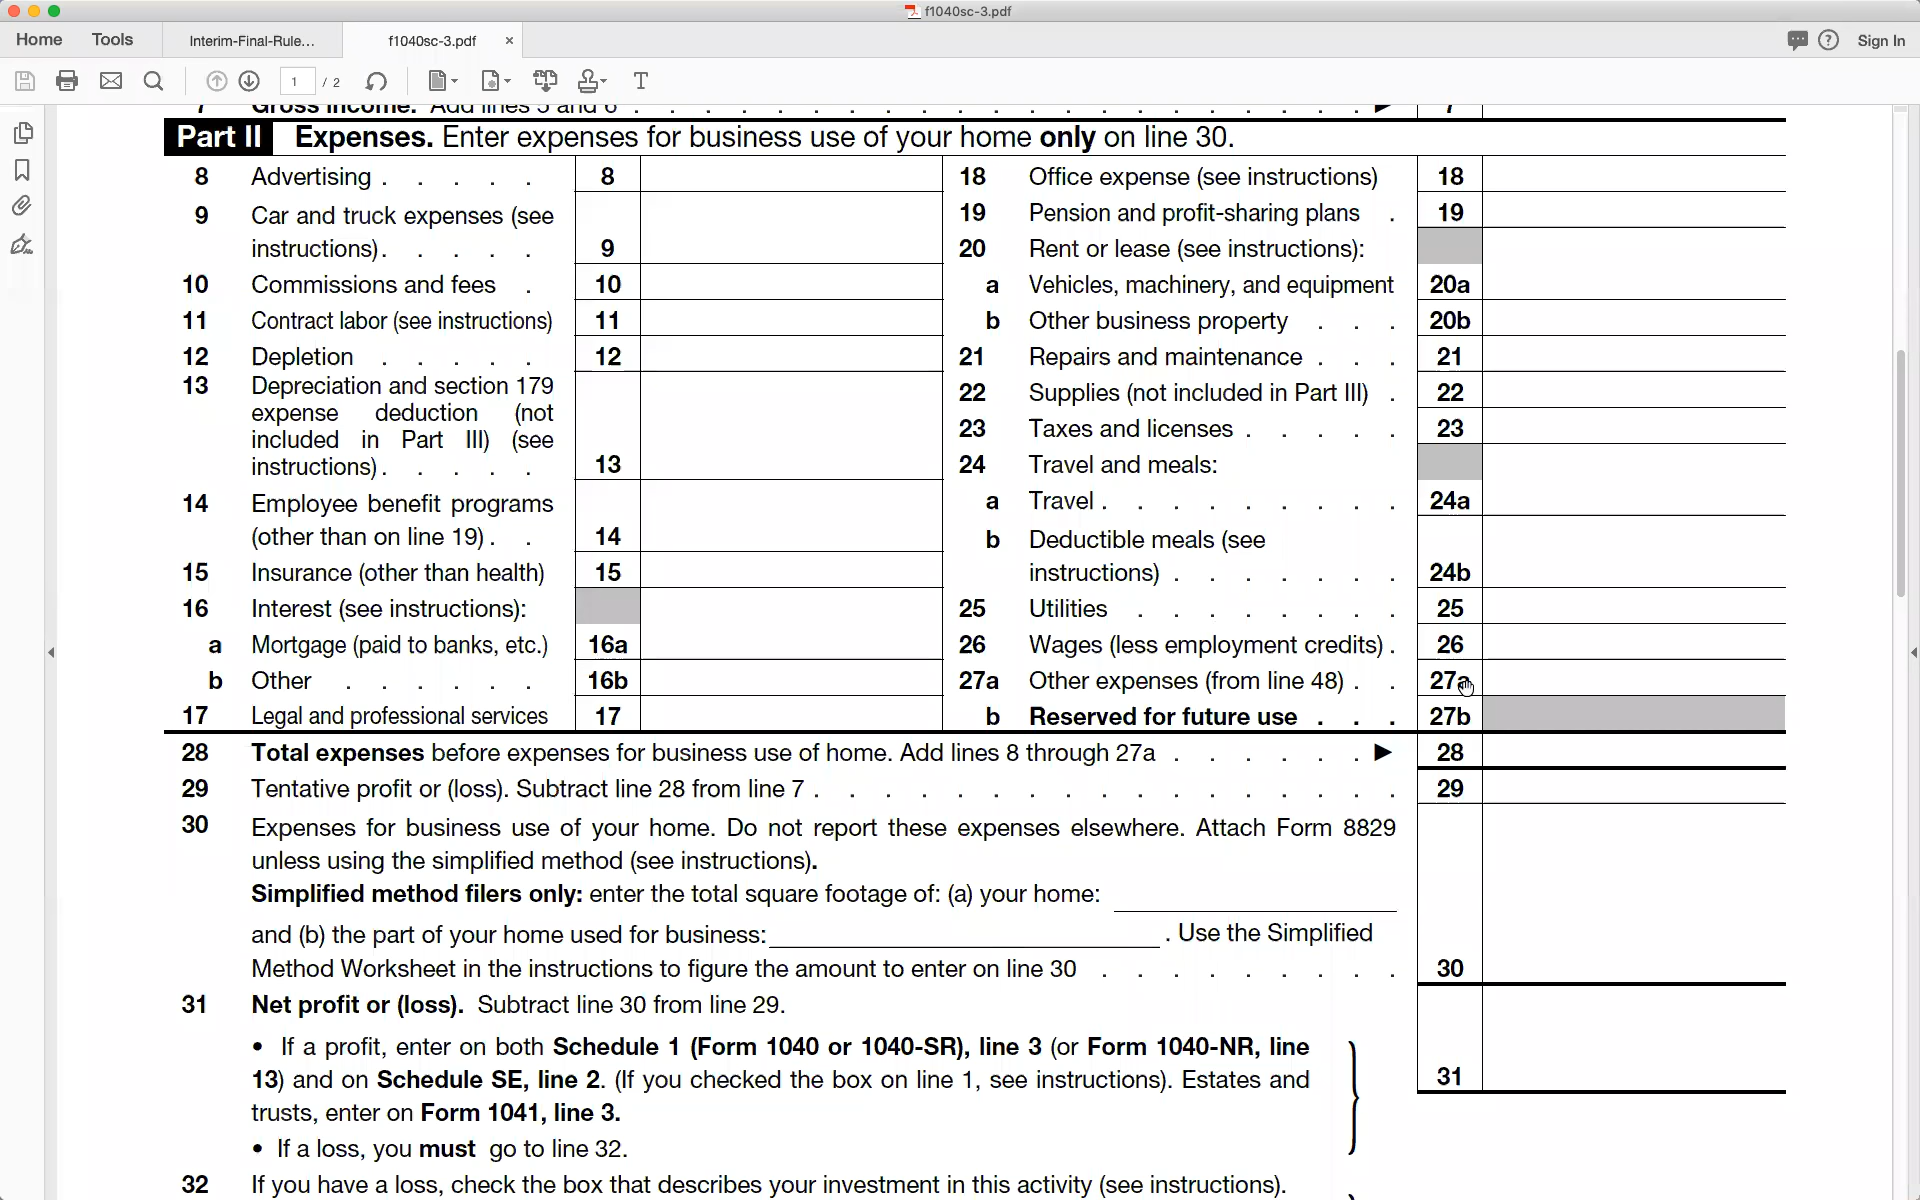 f1040sc-3.pdf
Home Tools Interim-Final-Rule... f1040sc-3.pdf × ? Sign In
1 / 2 T
7 Gross income. Add lines 5 and 6 . . . . . . . . . . . . . . . . . . . . . ▶ 7
Part II Expenses. Enter expenses for business use of your home only on line 30.
8 Advertising . . . . . 8
9 Car and truck expenses (see
instructions) . . . . . 9
10 Commissions and fees . 10
11 Contract labor (see instructions) 11
12 Depletion . . . . . 12
13 Depreciation and section 179
expense deduction (not
included in Part III) (see
instructions) . . . . . 13
14 Employee benefit programs
(other than on line 19) . . 14
15 Insurance (other than health) 15
16 Interest (see instructions):
a Mortgage (paid to banks, etc.) 16a
b Other . . . . . . 16b
17 Legal and professional services 17
18 Office expense (see instructions) 18
19 Pension and profit-sharing plans . 19
20 Rent or lease (see instructions):
a Vehicles, machinery, and equipment 20a
b Other business property . . . 20b
21 Repairs and maintenance . . . 21
22 Supplies (not included in Part III) . 22
23 Taxes and licenses . . . . . 23
24 Travel and meals:
a Travel . . . . . . . . . 24a
b Deductible meals (see
instructions) . . . . . . . 24b
25 Utilities . . . . . . . . 25
26 Wages (less employment credits) . 26
27a Other expenses (from line 48) . . 27a
b Reserved for future use . . . 27b
28 Total expenses before expenses for business use of home. Add lines 8 through 27a . . . . . . ▶ 28
29 Tentative profit or (loss). Subtract line 28 from line 7 . . . . . . . . . . . . . . . . . 29
30 Expenses for business use of your home. Do not report these expenses elsewhere. Attach Form 8829
unless using the simplified method (see instructions).
Simplified method filers only: enter the total square footage of: (a) your home:
and (b) the part of your home used for business: . Use the Simplified
Method Worksheet in the instructions to figure the amount to enter on line 30 . . . . . . . . . 30
31 Net profit or (loss). Subtract line 30 from line 29.
• If a profit, enter on both Schedule 1 (Form 1040 or 1040-SR), line 3 (or Form 1040-NR, line
13) and on Schedule SE, line 2. (If you checked the box on line 1, see instructions). Estates and
trusts, enter on Form 1041, line 3. 31
• If a loss, you must go to line 32.
32 If you have a loss, check the box that describes your investment in this activity (see instructions).